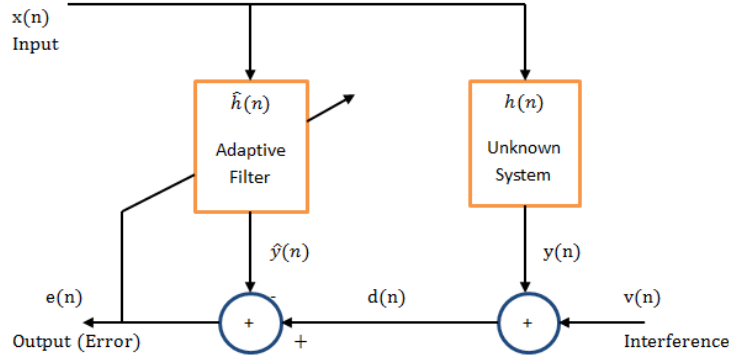 x(n)
Input
ĥ(n)
Adaptive
Filter
h(n)
Unknown
System
ŷ(n)
y(n)
e(n)
-
d(n)
v(n)
+
+
Output (Error)
+
Interference